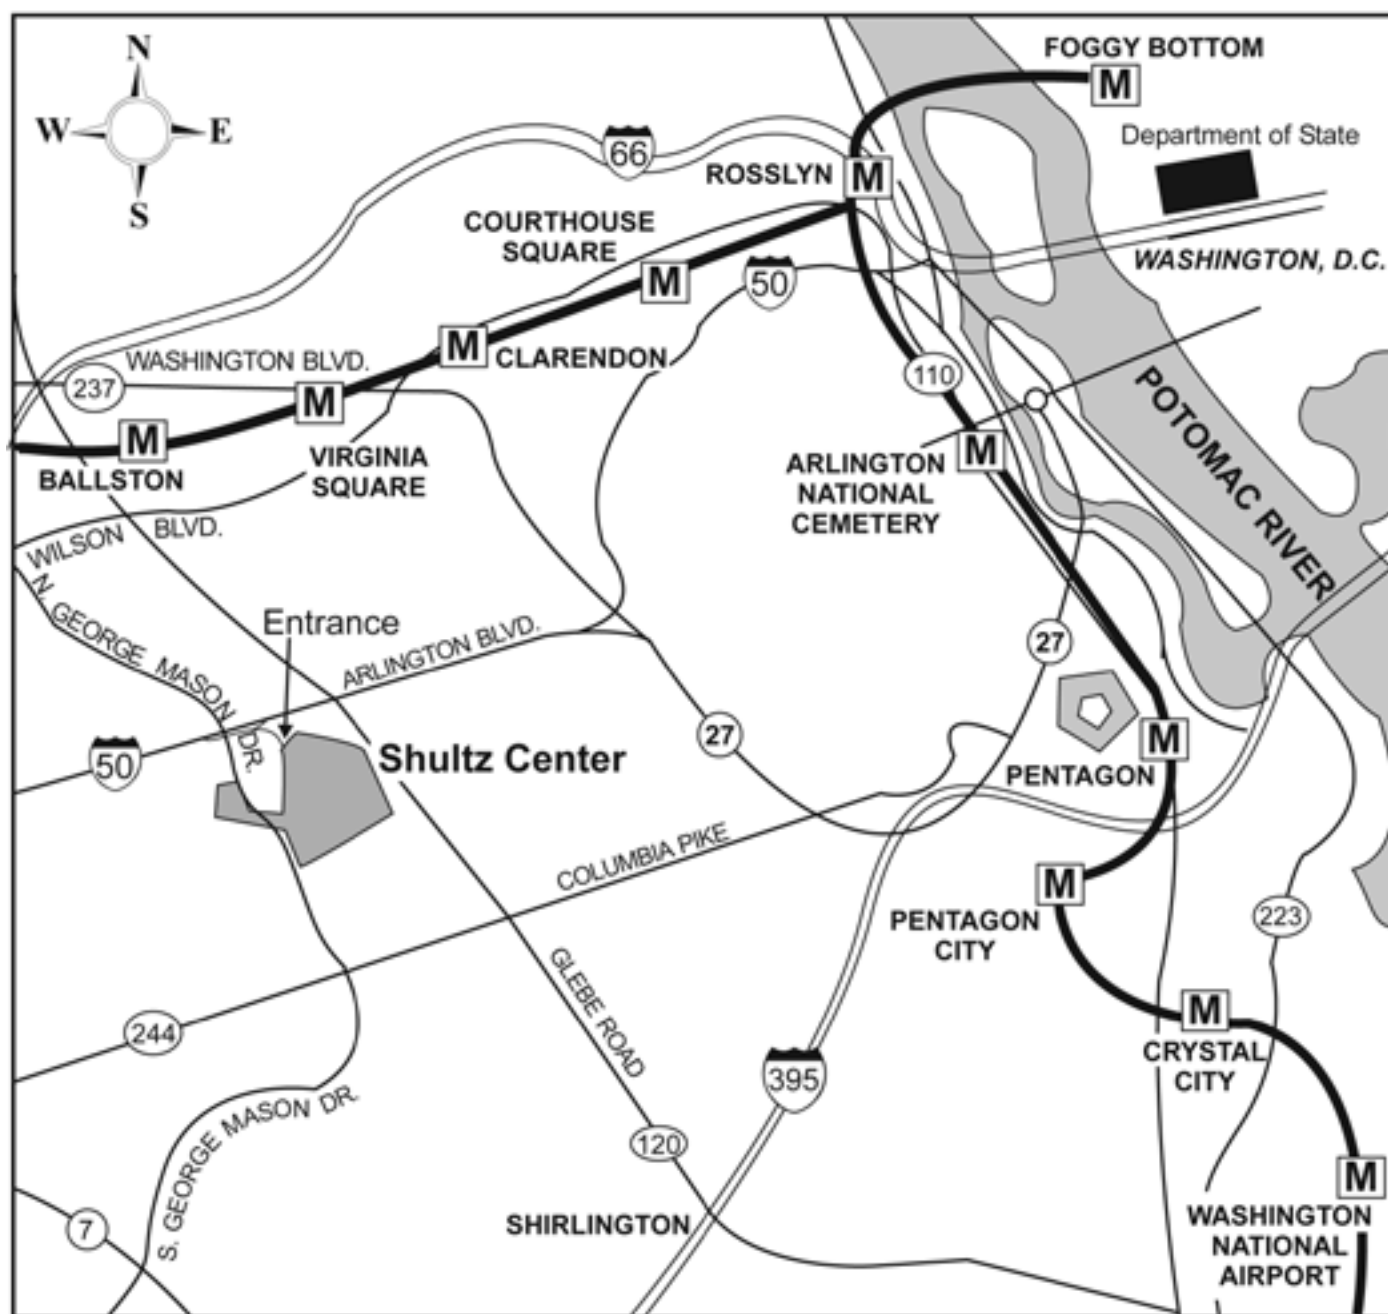 N
W E
S
FOGGY BOTTOM
M
Department of State
66
ROSSLYN
M
COURTHOUSE
SQUARE
M
50
WASHINGTON, D.C.
WASHINGTON BLVD.
237
M
CLARENDON
110
POTOMAC RIVER
M
BALLSTON
M
VIRGINIA
SQUARE
M
ARLINGTON
NATIONAL
CEMETERY
WILSON BLVD.
N. GEORGE MASON DR.
Entrance
ARLINGTON BLVD.
27
50
Shultz Center
27
M
PENTAGON
COLUMBIA PIKE
M
PENTAGON
CITY
223
GLEBE ROAD
244
M
CRYSTAL
CITY
395
S. GEORGE MASON DR.
120
M
7
SHIRLINGTON
WASHINGTON
NATIONAL
AIRPORT